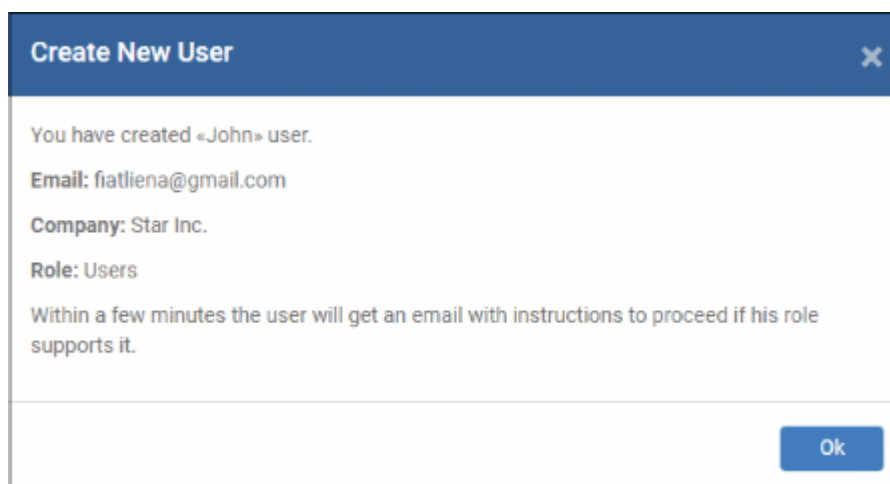 Create New User
You have created «John» user.
Email: fiatliena@gmail.com
Company: Star Inc.
Role: Users
Within a few minutes the user will get an email with instructions to proceed if his role
supports it.
Ok